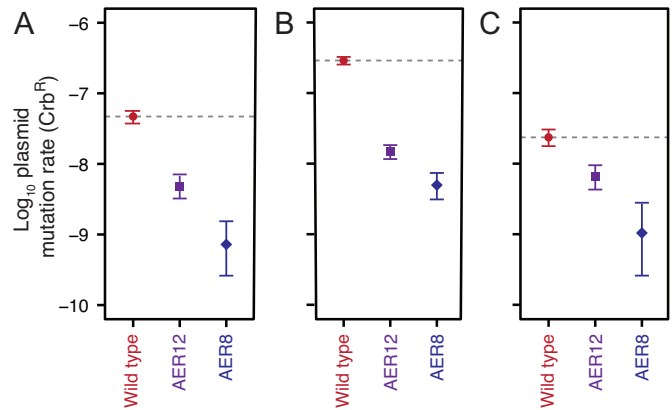 A
B
C
Log₁₀ plasmid
mutation rate (Crbᴿ)
−6
−7
−8
−9
−10
Wild type
AER12
AER8
Wild type
AER12
AER8
Wild type
AER12
AER8